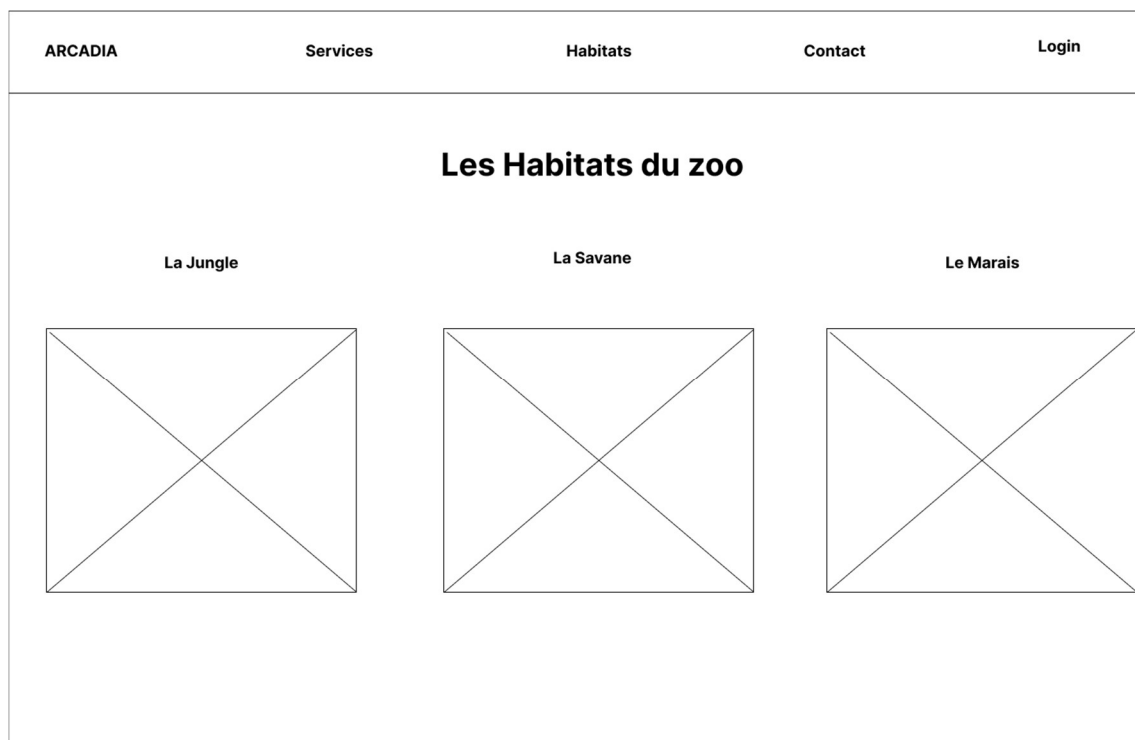 ARCADIA Services Habitats Contact Login
Les Habitats du zoo
La Jungle La Savane Le Marais